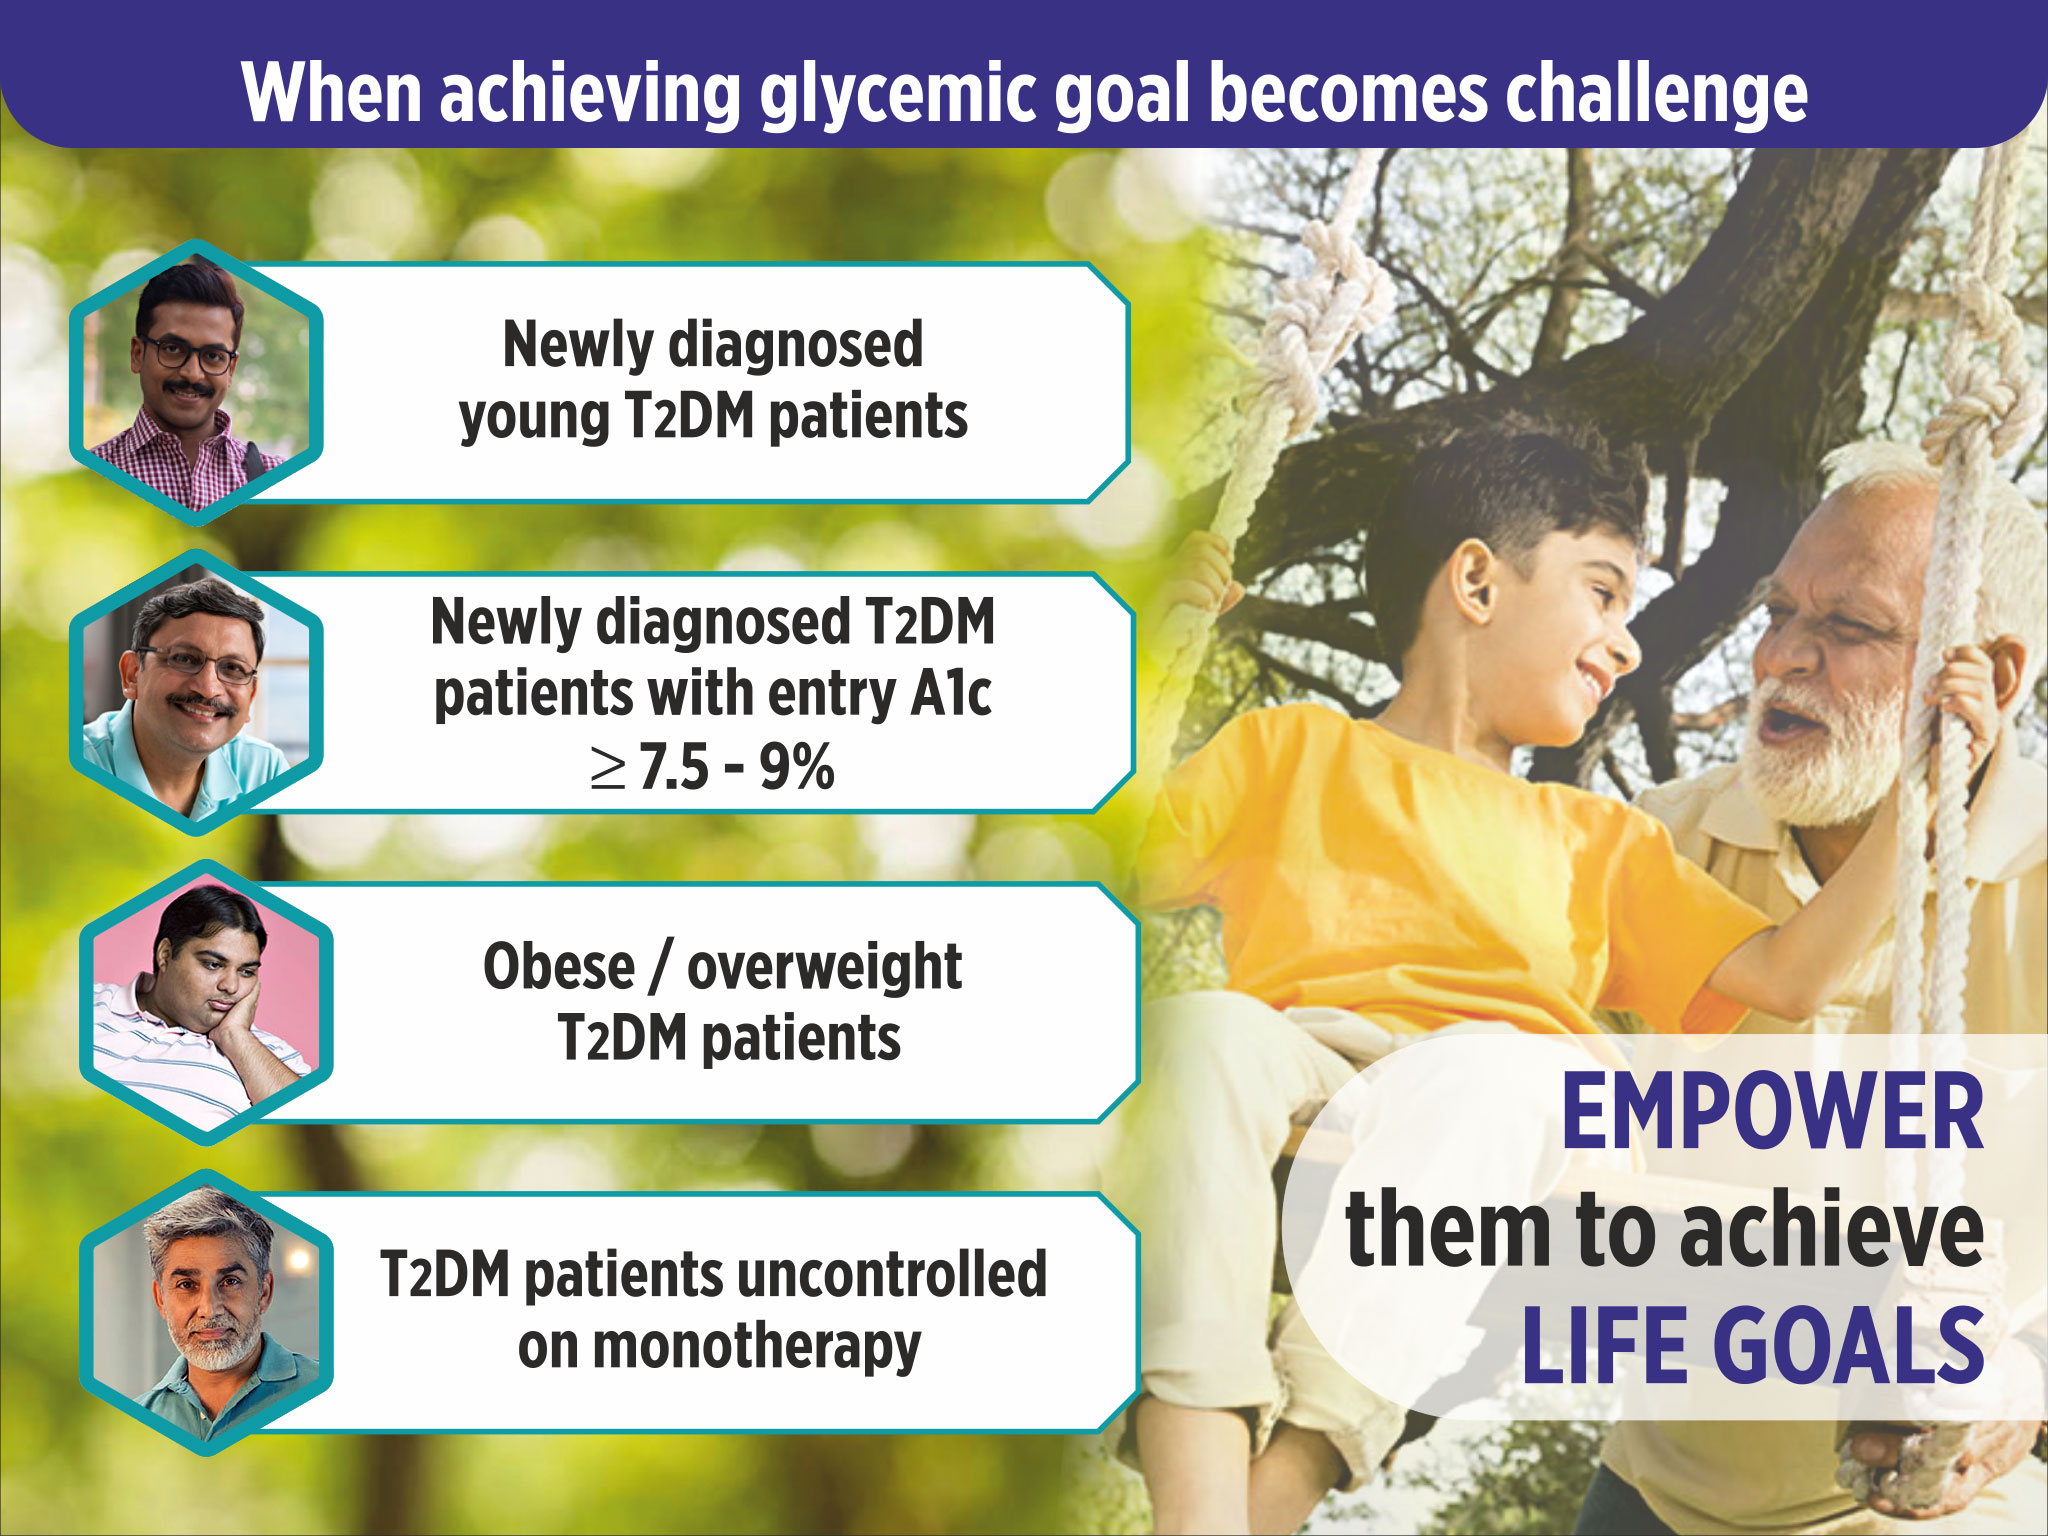 When achieving glycemic goal becomes challenge
Newly diagnosed
young T2DM patients
Newly diagnosed T2DM
patients with entry A1c
≥ 7.5 - 9%
Obese / overweight
T2DM patients
T2DM patients uncontrolled
on monotherapy
EMPOWER
them to achieve
LIFE GOALS